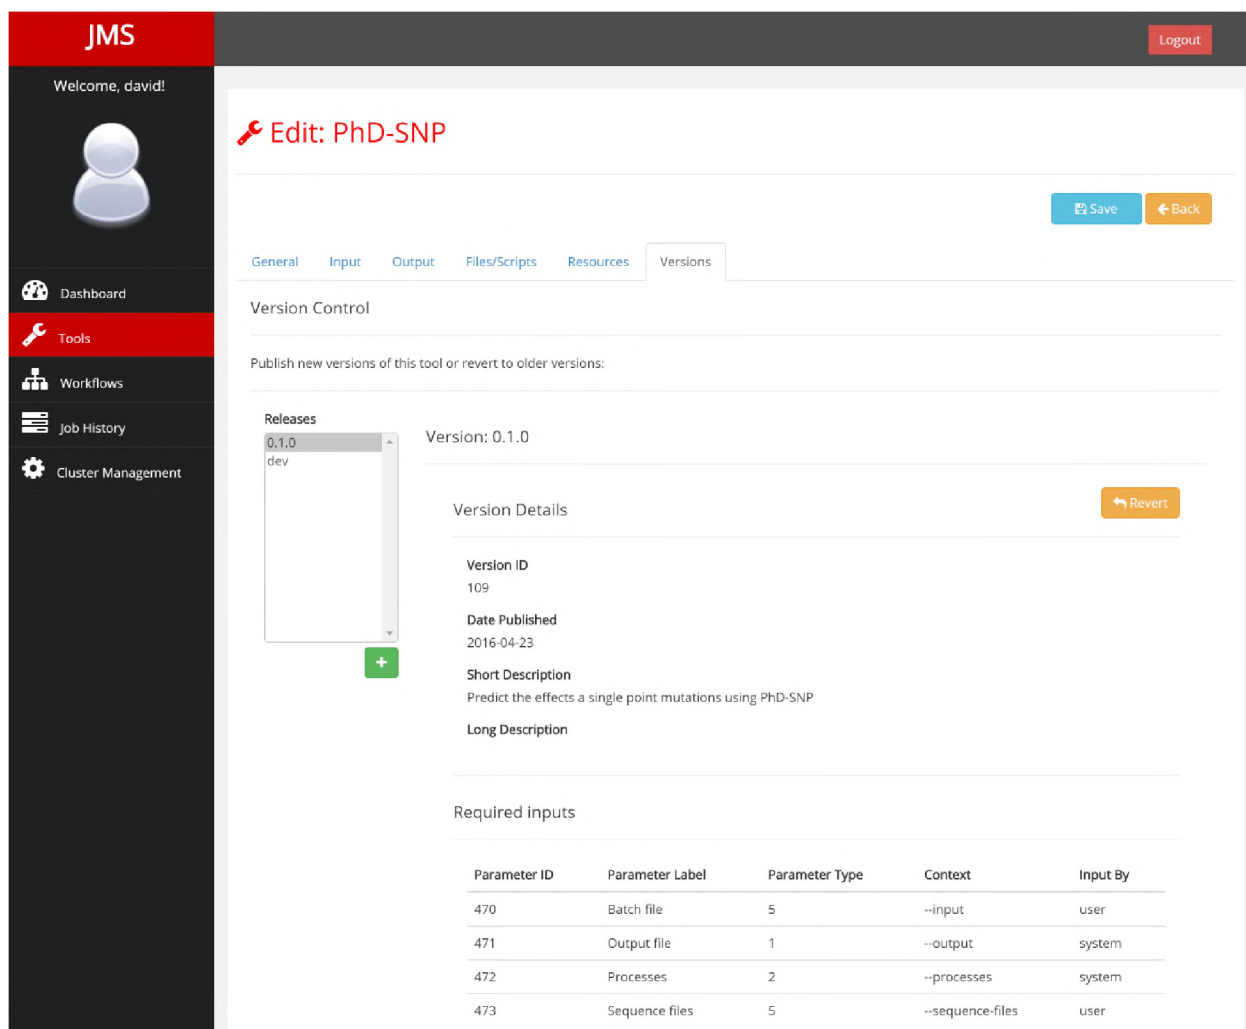 JMS
Logout
Welcome, david!
Edit: PhD-SNP
Save
Back
General Input Output Files/Scripts Resources Versions
Dashboard
Tools
Workflows
Job History
Cluster Management
Version Control
Publish new versions of this tool or revert to older versions:
Releases
0.1.0
dev
Version: 0.1.0
Version Details
Revert
Version ID
109
Date Published
2016-04-23
Short Description
Predict the effects a single point mutations using PhD-SNP
Long Description
Required inputs
Parameter ID Parameter Label Parameter Type Context Input By
470 Batch file 5 --input user
471 Output file 1 --output system
472 Processes 2 --processes system
473 Sequence files 5 --sequence-files user